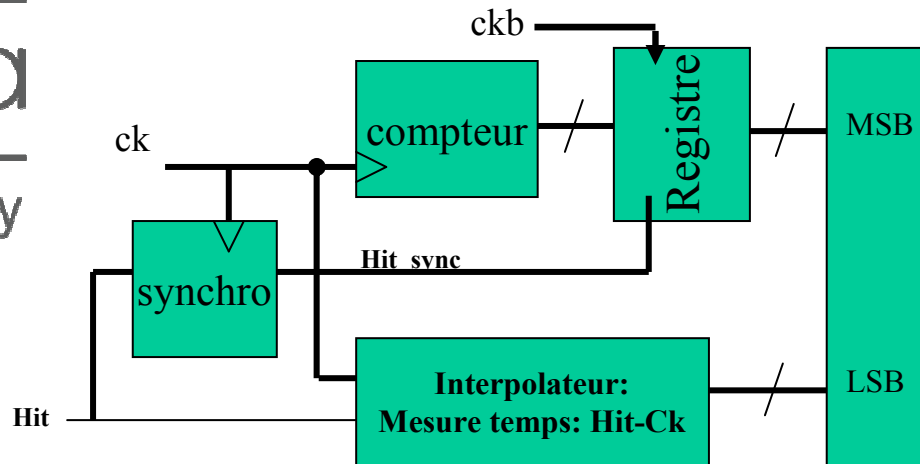 a
y
ckb
ck
compteur
Registre
MSB
synchro
Hit_sync
Hit
Interpolateur:
Mesure temps: Hit-Ck
LSB